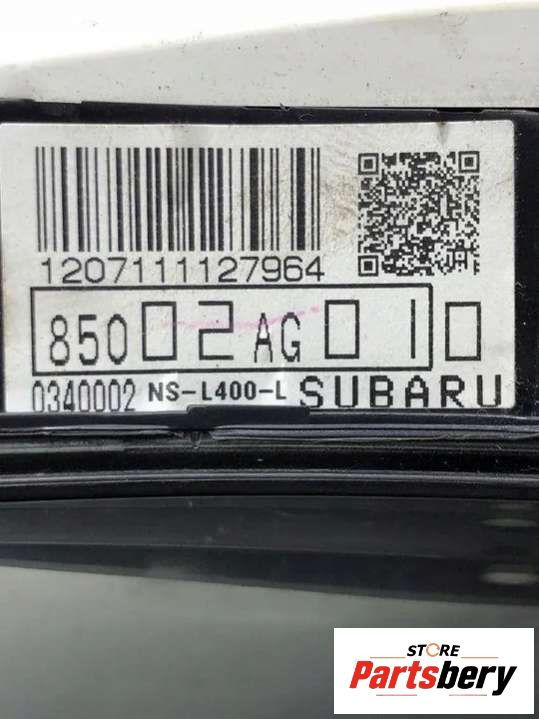 1207111127964
85002AG010
0340002 NS-L400-L SUBARU
STORE
Partsbery